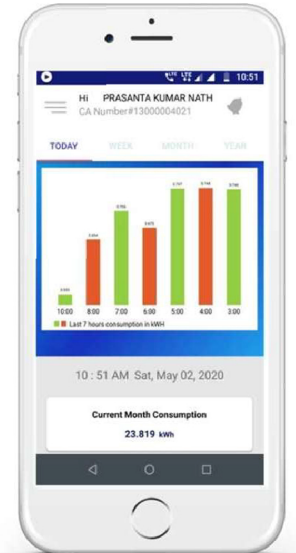 10:51
Hi PRASANTA KUMAR NATH
CA Number#13000004021
TODAY WEEK MONTH YEAR
10:00 8:00 7:00 6:00 5:00 4:00 3:00
Last 7 hours consumption in kWH
10 : 51 AM Sat, May 02, 2020
Current Month Consumption
23.819 kWh